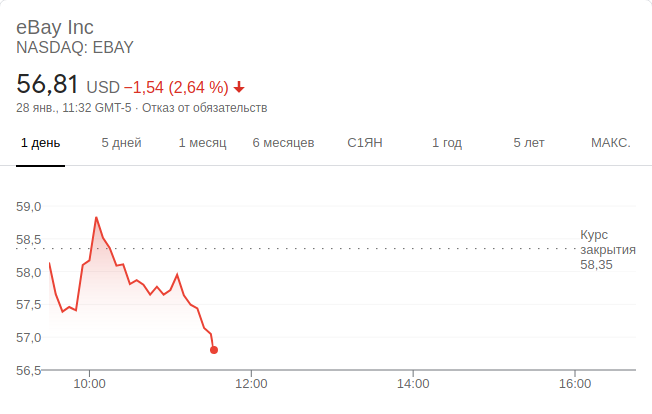 eBay Inc
NASDAQ: EBAY
56,81 USD −1,54 (2,64 %)
28 янв., 11:32 GMT-5 · Отказ от обязательств
1 день 5 дней 1 месяц 6 месяцев С1ЯН 1 год 5 лет МАКС.
59,0
58,5
58,0
57,5
57,0
56,5
Курс
закрытия
58,35
10:00 12:00 14:00 16:00